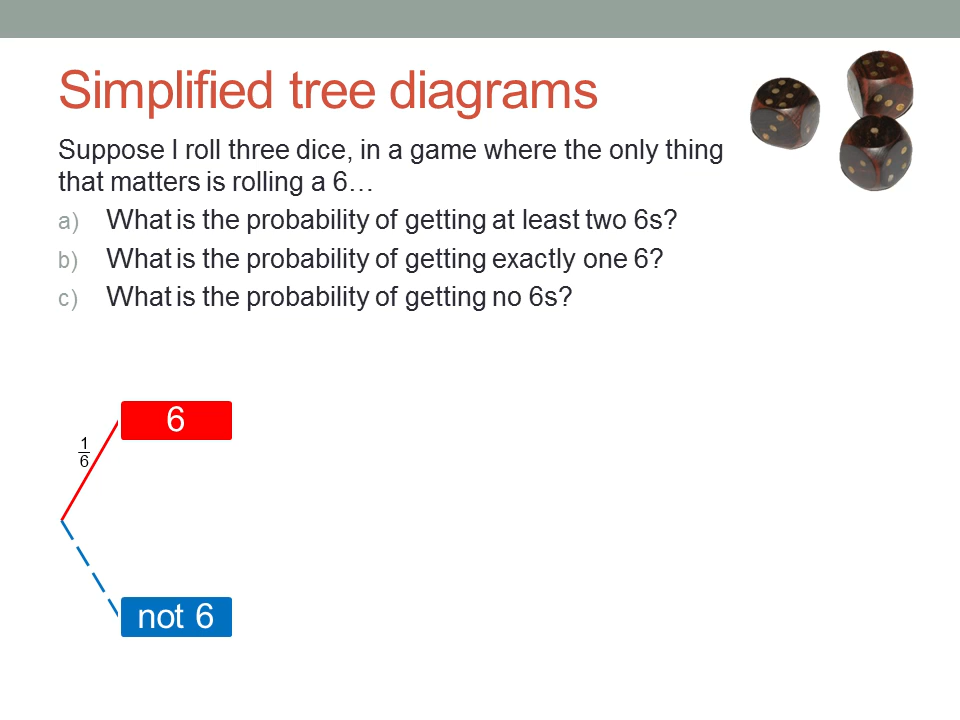 Simplified tree diagrams
Suppose I roll three dice, in a game where the only thing
that matters is rolling a 6…
a) What is the probability of getting at least two 6s?
b) What is the probability of getting exactly one 6?
c) What is the probability of getting no 6s?
6
1
6
not 6